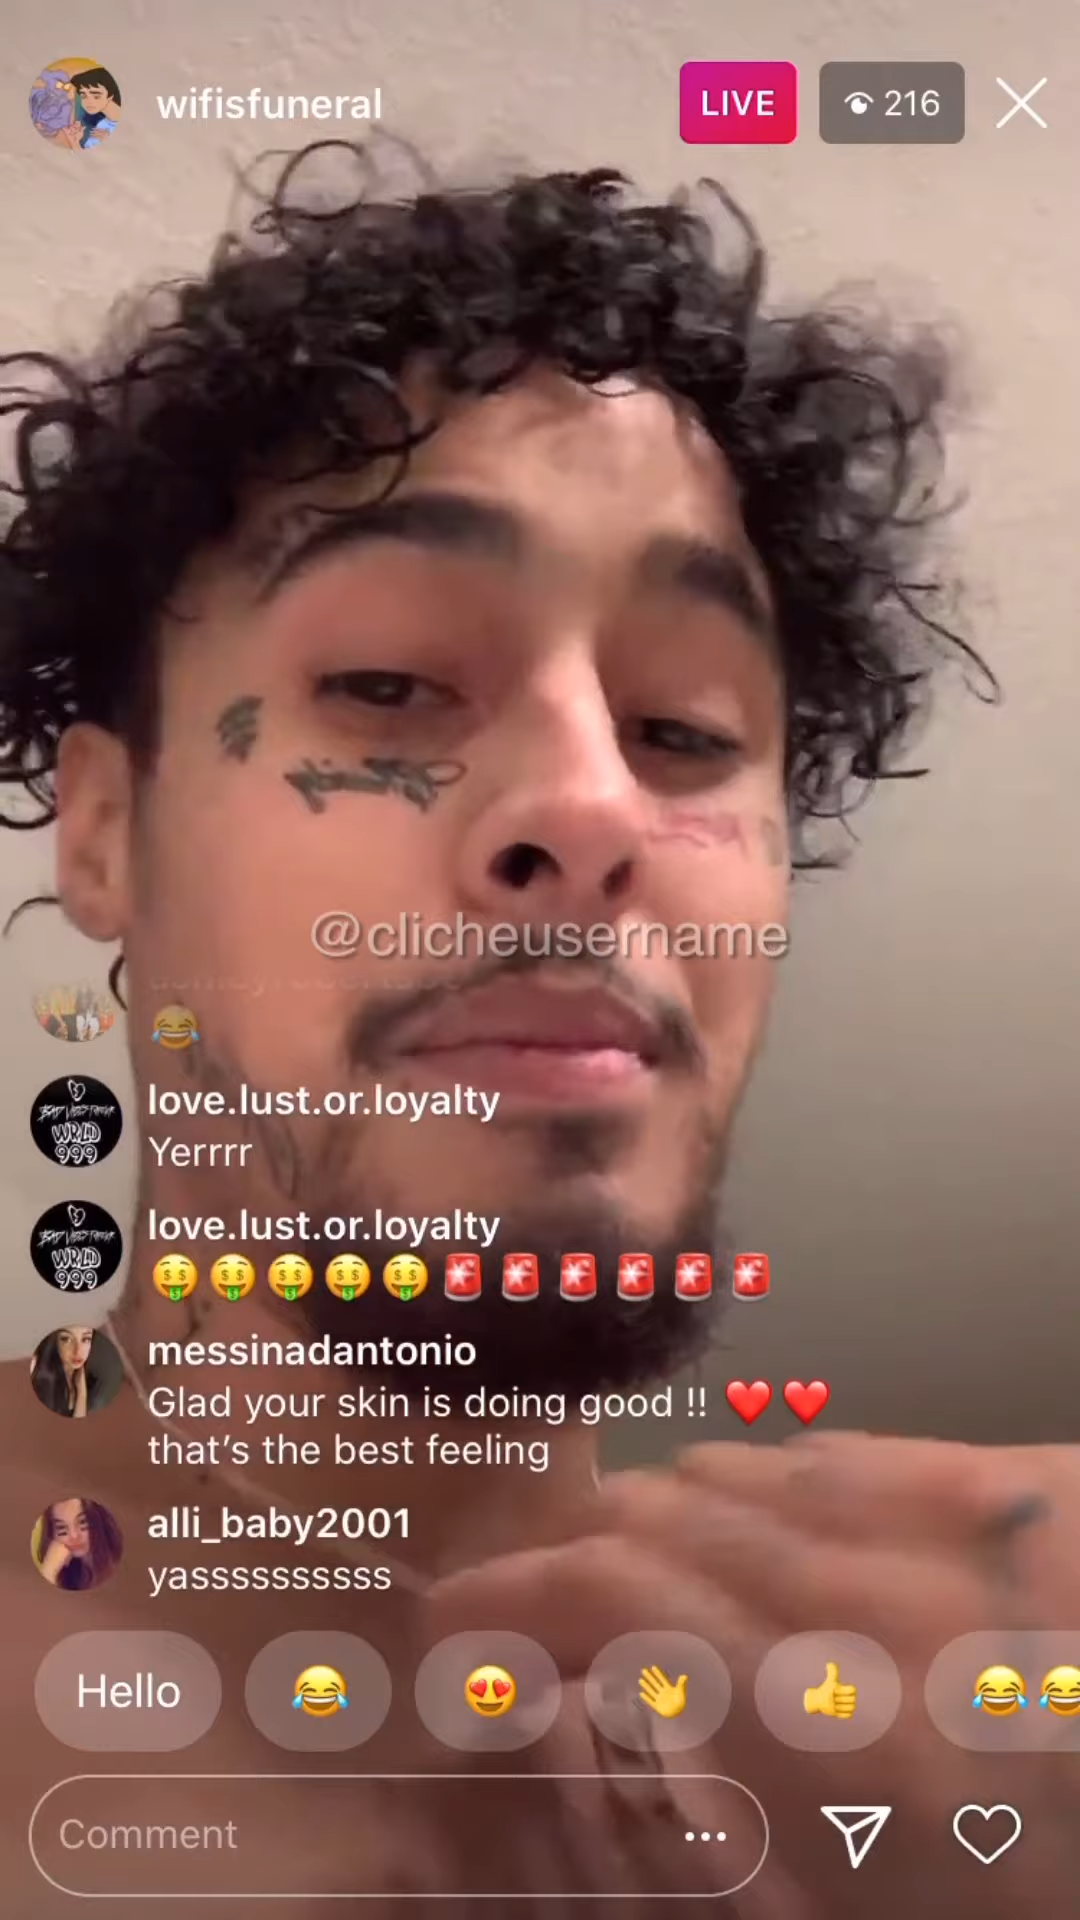 wifisfuneral
LIVE
216
@clicheusername
😂
love.lust.or.loyalty
Yerrrr
love.lust.or.loyalty
🤑🤑🤑🤑🤑🚨🚨🚨🚨🚨🚨
messinadantonio
Glad your skin is doing good !! ❤️❤️
that's the best feeling
alli_baby2001
yasssssssssss
Hello 😂 😍 👋 👍 😂😂
Comment